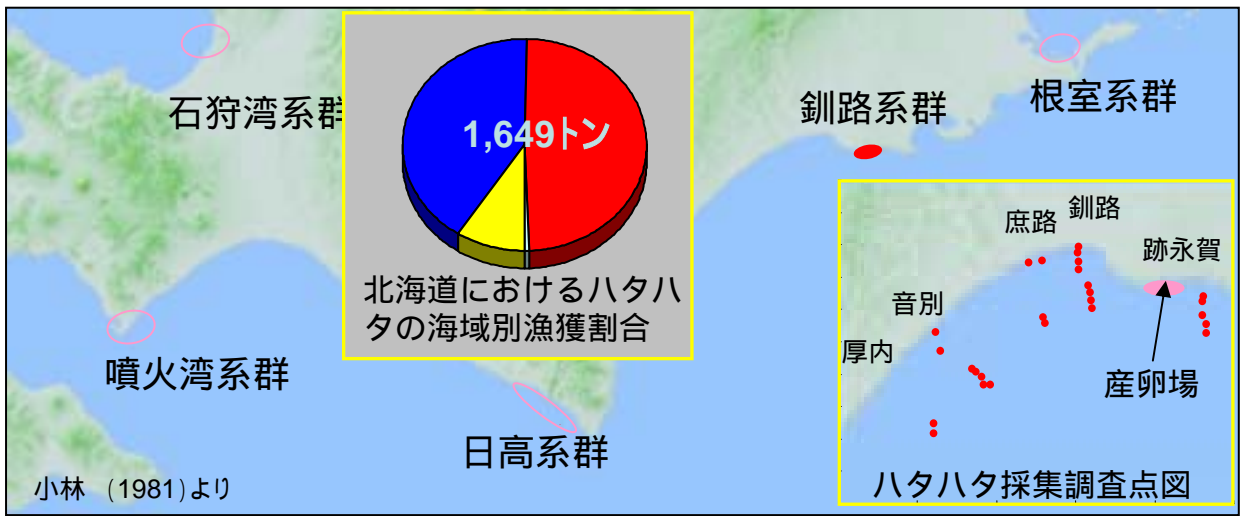 石狩湾系群
1,649トン
北海道におけるハタハ
タの海域別漁獲割合
釧路系群
根室系群
噴火湾系群
日高系群
小林 (1981)より
庶路
釧路
跡永賀
音別
厚内
産卵場
ハタハタ採集調査点図